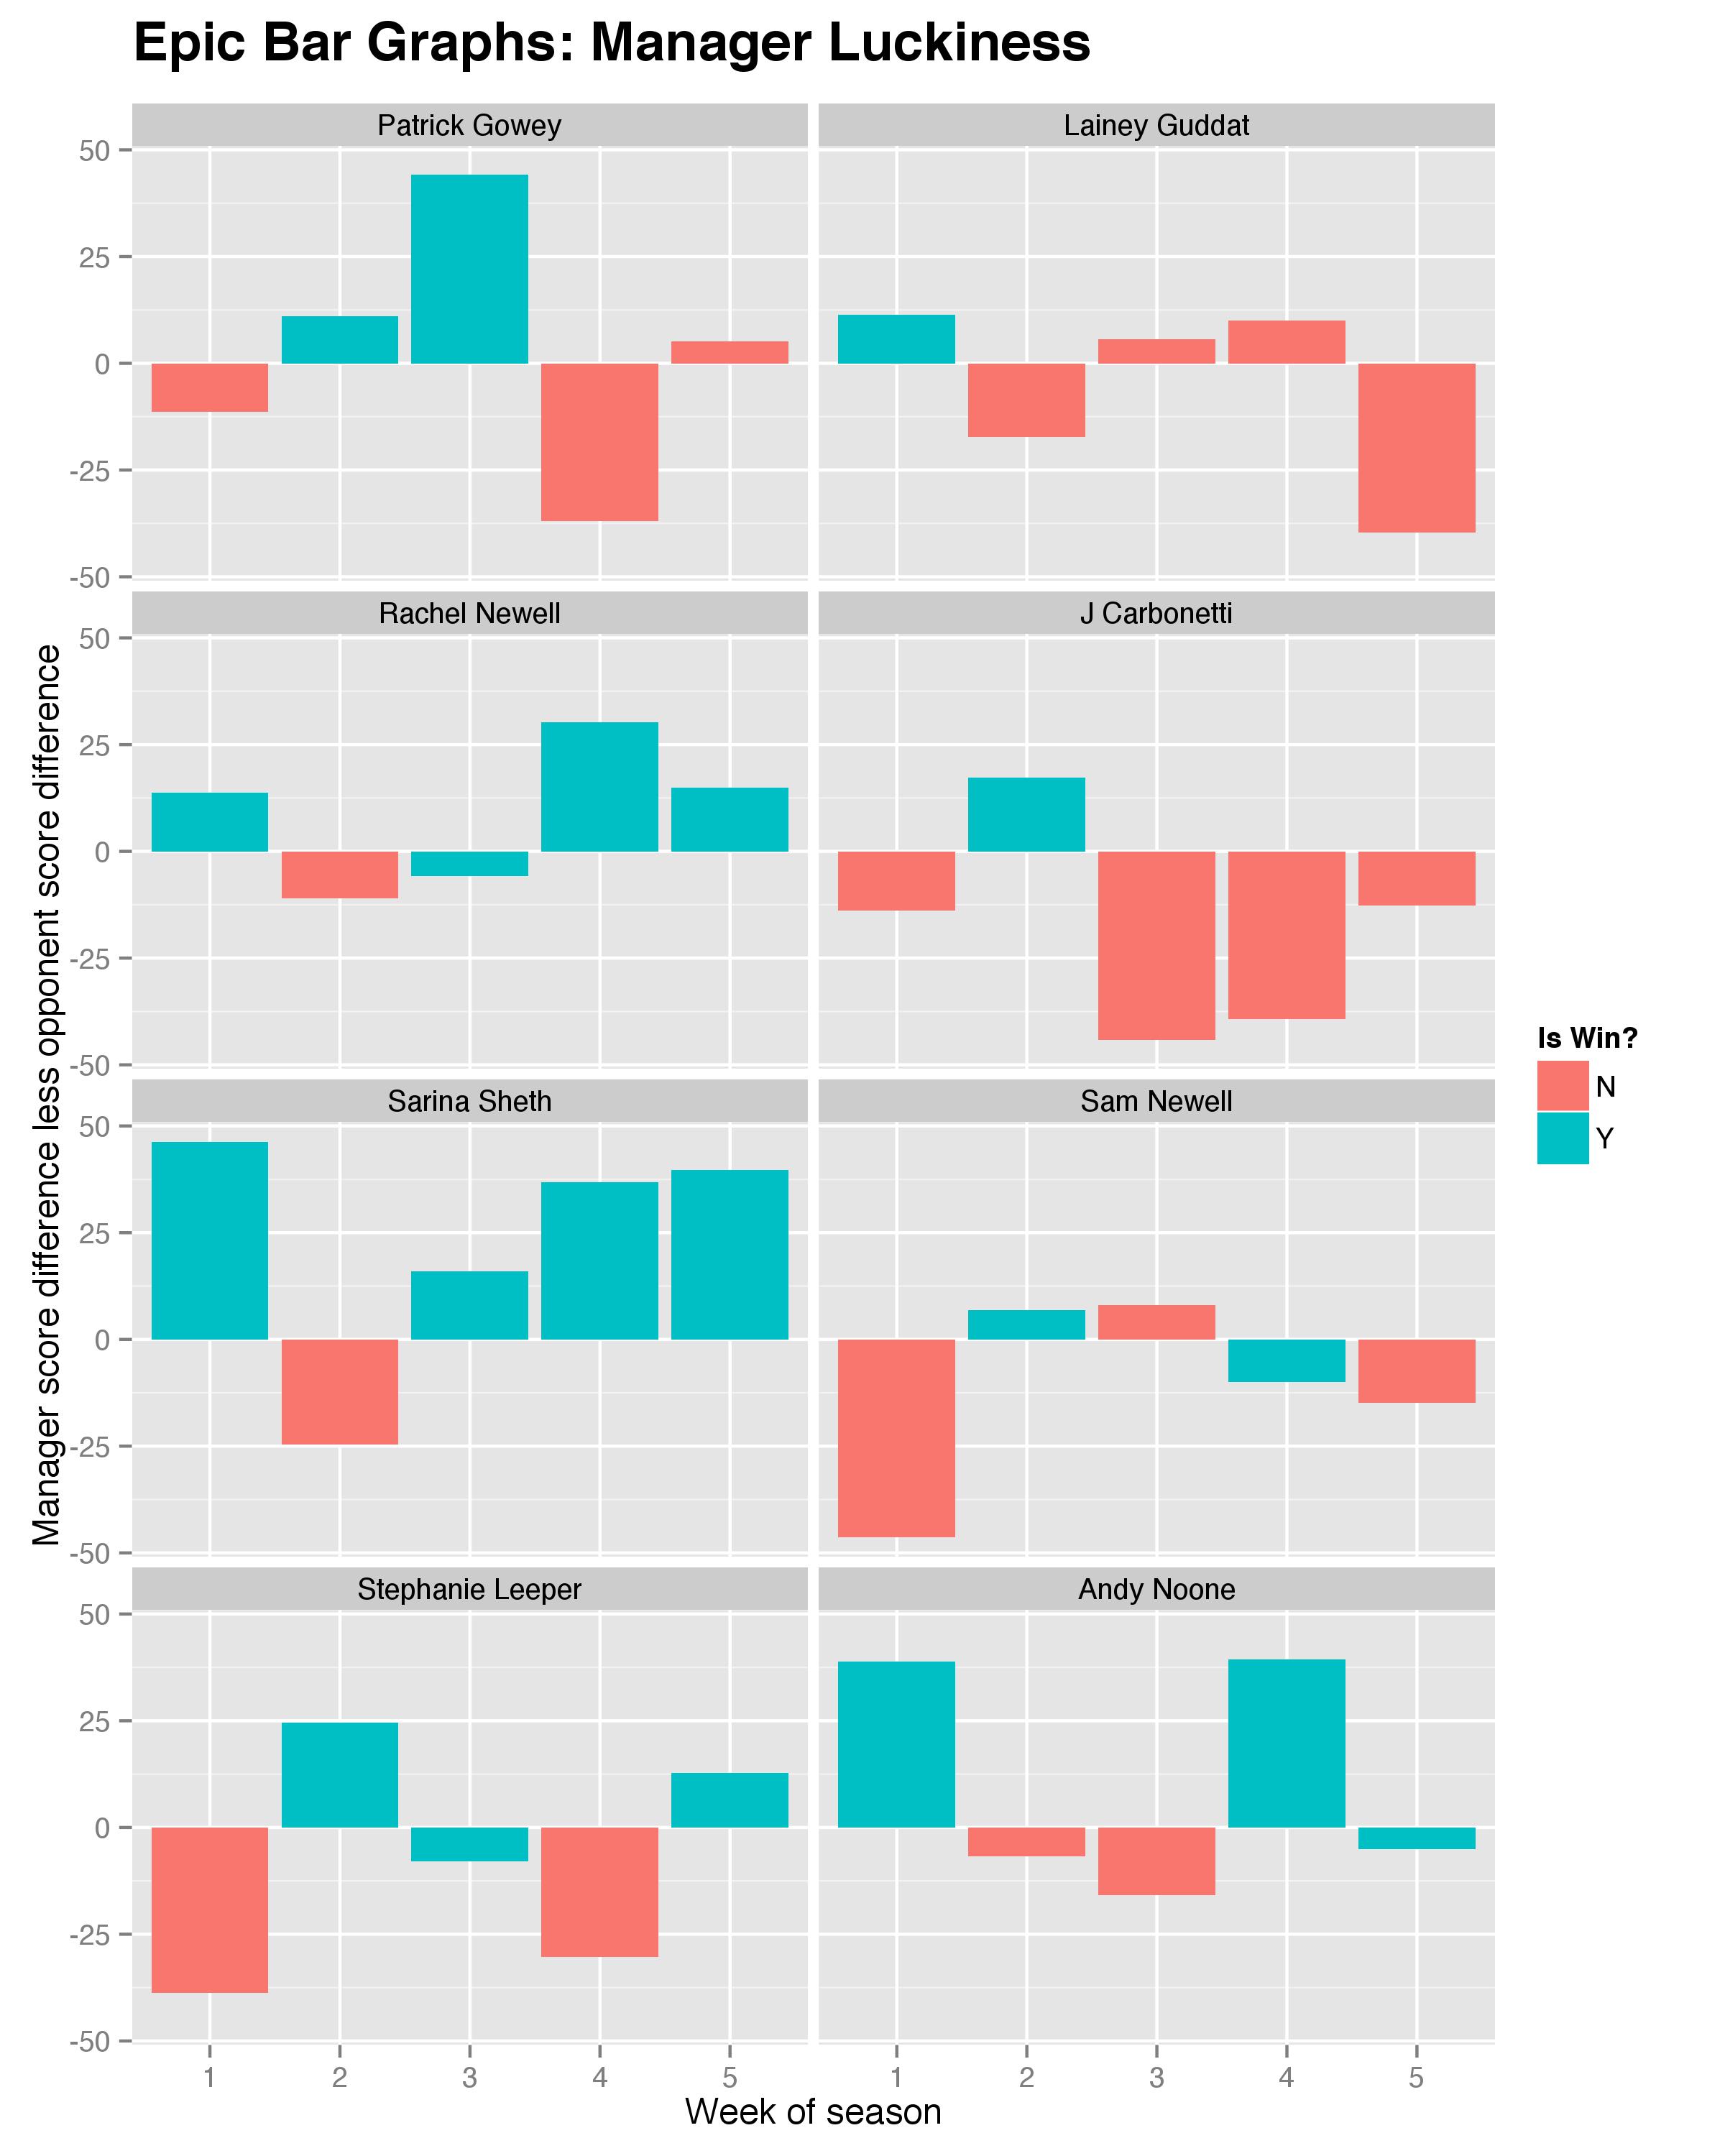 Epic Bar Graphs: Manager Luckiness
Patrick Gowey
Lainey Guddat
50
25
0
-25
-50
Rachel Newell
J Carbonetti
50
25
0
-25
-50
Sarina Sheth
Sam Newell
50
25
0
-25
-50
Stephanie Leeper
Andy Noone
50
25
0
-25
-50
1 2 3 4 5
1 2 3 4 5
Week of season
Manager score difference less opponent score difference
Is Win?
N
Y